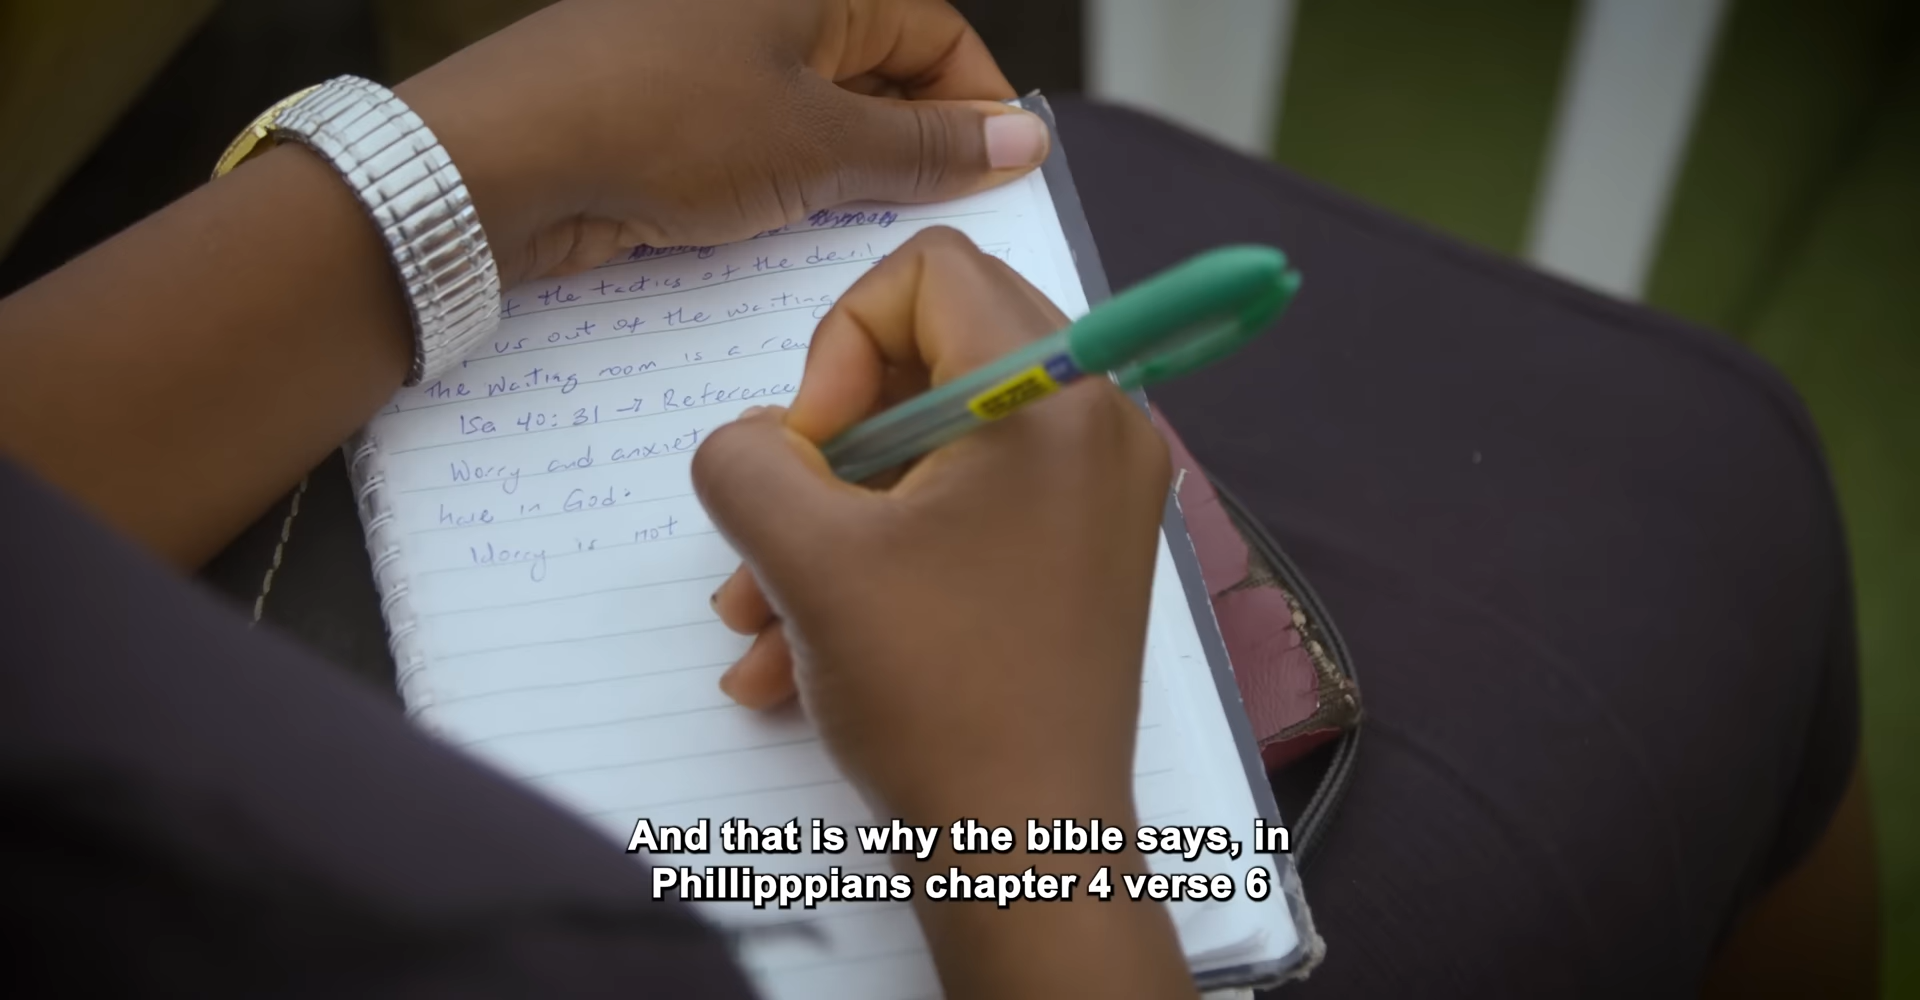 t the tactics of the devil
us out of the waiting
The waiting room is a
Isa 40:31 → Reference
Worry and anxiet
have in God.
Worry is not
And that is why the bible says, in
Phillipppians chapter 4 verse 6